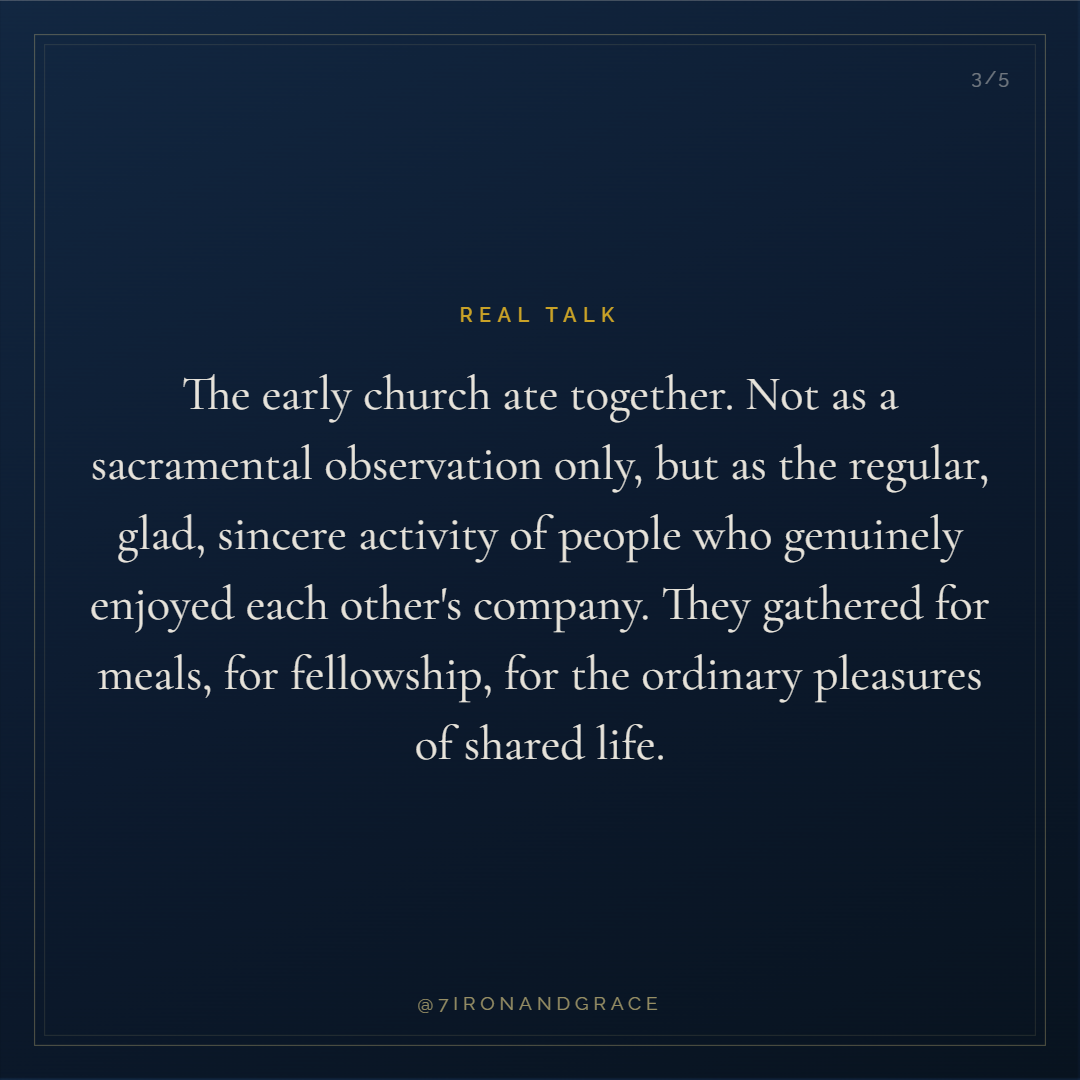 3/5
REAL TALK
The early church ate together. Not as a
sacramental observation only, but as the regular,
glad, sincere activity of people who genuinely
enjoyed each other's company. They gathered for
meals, for fellowship, for the ordinary pleasures
of shared life.
@7IRONANDGRACE